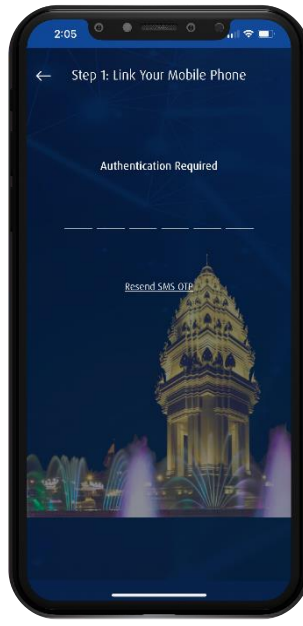 2:05
Step 1: Link Your Mobile Phone
Authentication Required
Resend SMS OTP